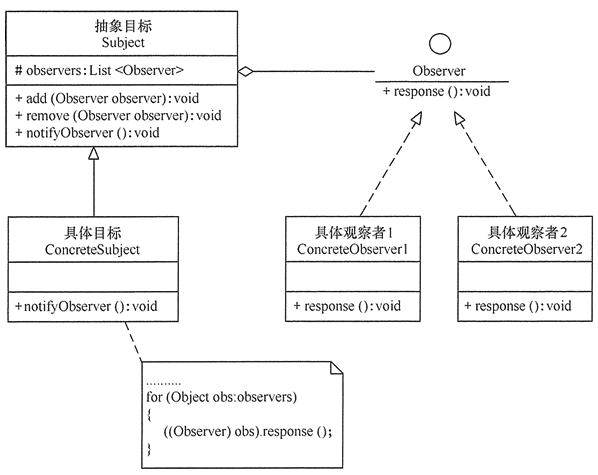 抽象目标
Subject
# observers:List <Observer>
+ add (Observer observer):void
+ remove (Observer observer):void
+ notifyObserver ():void
Observer
+ response ():void
具体目标
ConcreteSubject
+notifyObserver ():void
具体观察者1
ConcreteObserver1
+ response ():void
具体观察者2
ConcreteObserver2
+ response ():void
..........
for (Object obs:observers)
{
((Observer) obs).response ();
}